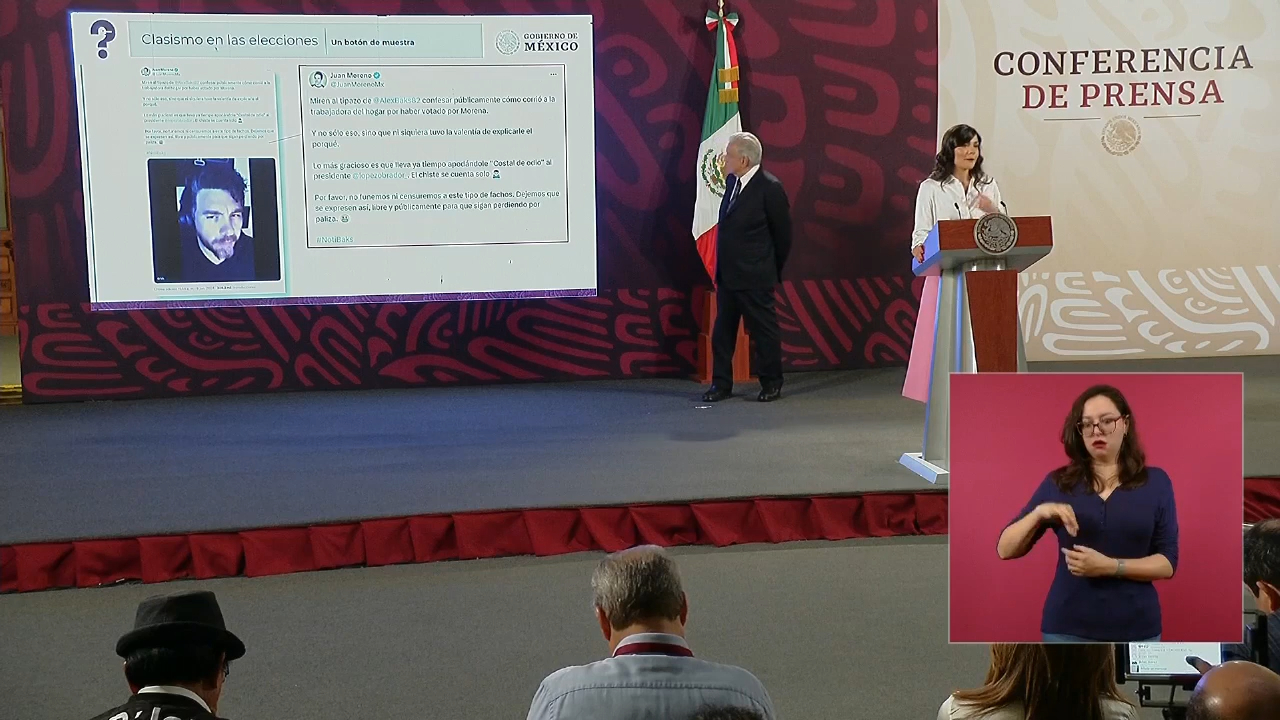 Clasismo en las elecciones
Un botón de muestra
GOBIERNO DE
MÉXICO
Juan Moreno
@JuanMorenoMx
Miren al tipazo de @AlexBaks82 confesar públicamente cómo corrió a la
trabajadora del hogar por haber votado por Morena.
Y no sólo eso, sino que ni siquiera tuvo la valentía de explicarle el
porqué.
Lo más gracioso es que lleva ya tiempo apodándole "Costal de odio" al
presidente @lopezobrador_. El chiste se cuenta solo
Por favor, no funemos ni censuremos a este tipo de fachos. Dejemos que
se expresen así, libre y públicamente para que sigan perdiendo por
paliza.
#NotiBaks
CONFERENCIA
DE PRENSA